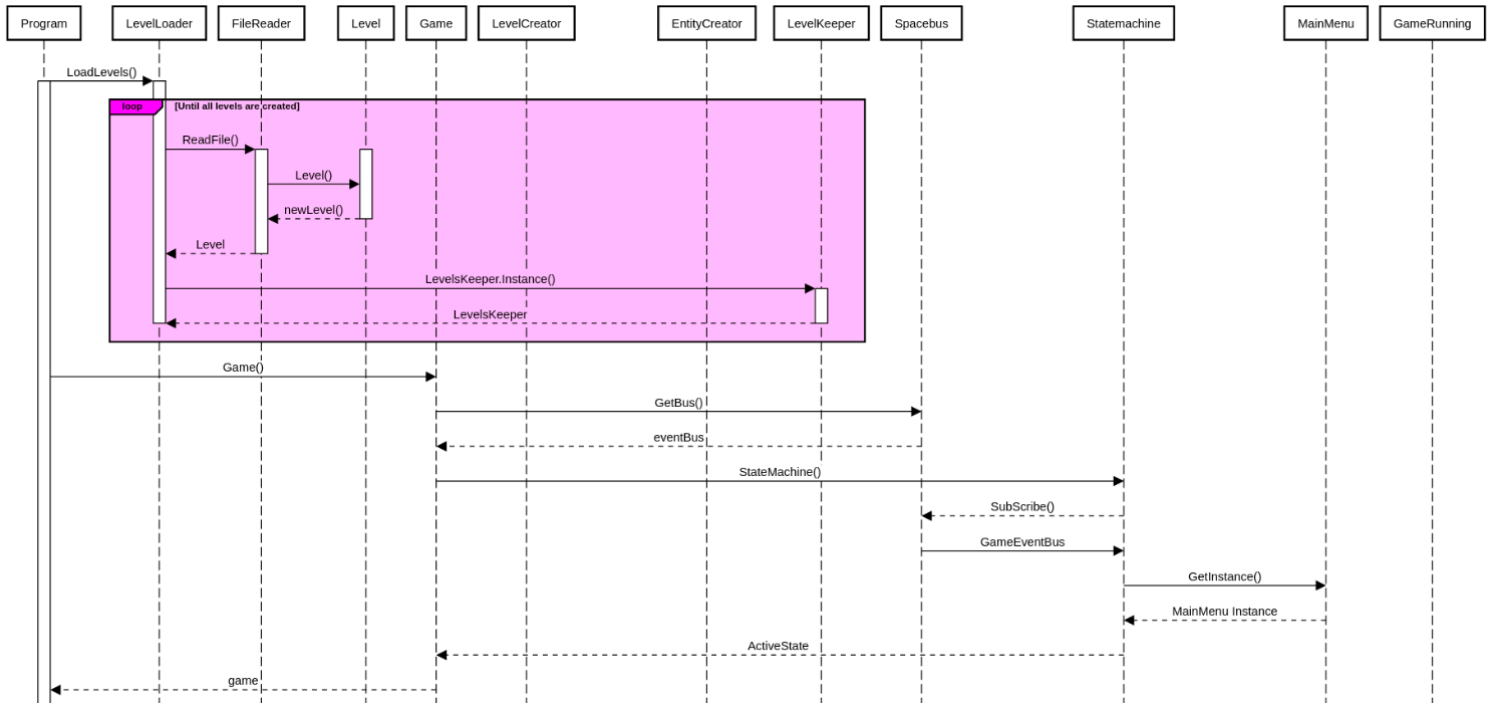 Program
LevelLoader
FileReader
Level
Game
LevelCreator
EntityCreator
LevelKeeper
Spacebus
Statemachine
MainMenu
GameRunning
LoadLevels()
loop
[Until all levels are created]
ReadFile()
Level()
newLevel()
Level
LevelsKeeper.Instance()
LevelsKeeper
Game()
GetBus()
eventBus
StateMachine()
SubScribe()
GameEventBus
GetInstance()
MainMenu Instance
ActiveState
game